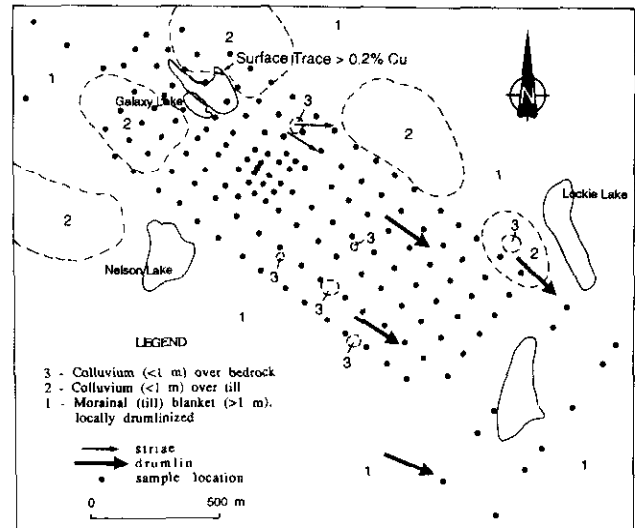 1
2
Surface Trace > 0.2% Cu
1
Galaxy Lake
3
2
2
N
1
2
Lockie Lake
3
2
Nelson Lake
3
3
3
3
1
LEGEND
3 - Colluvium (<1 m) over bedrock
2 - Colluvium (<1 m) over till
1 - Morainal (till) blanket (>1 m).
locally drumlinized
striae
drumlin
sample location
0 500 m
1
1